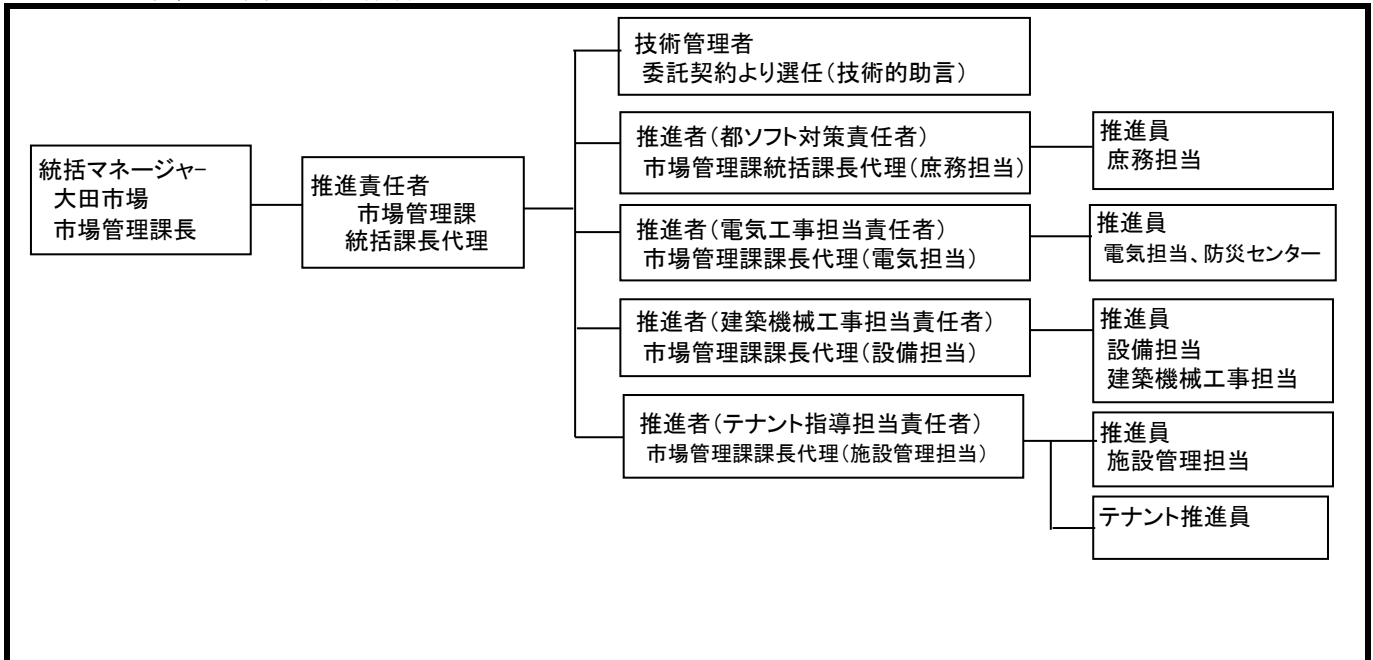 統括マネージャー
大田市場
市場管理課長
推進責任者
市場管理課
統括課長代理
技術管理者
委託契約より選任（技術的助言）
推進者（都ソフト対策責任者）
市場管理課統括課長代理（庶務担当）
推進員
庶務担当
推進者（電気工事担当責任者）
市場管理課課長代理（電気担当）
推進員
電気担当、防災センター
推進者（建築機械工事担当責任者）
市場管理課課長代理（設備担当）
推進員
設備担当
建築機械工事担当
推進者（テナント指導担当責任者）
市場管理課課長代理（施設管理担当）
推進員
施設管理担当
テナント推進員